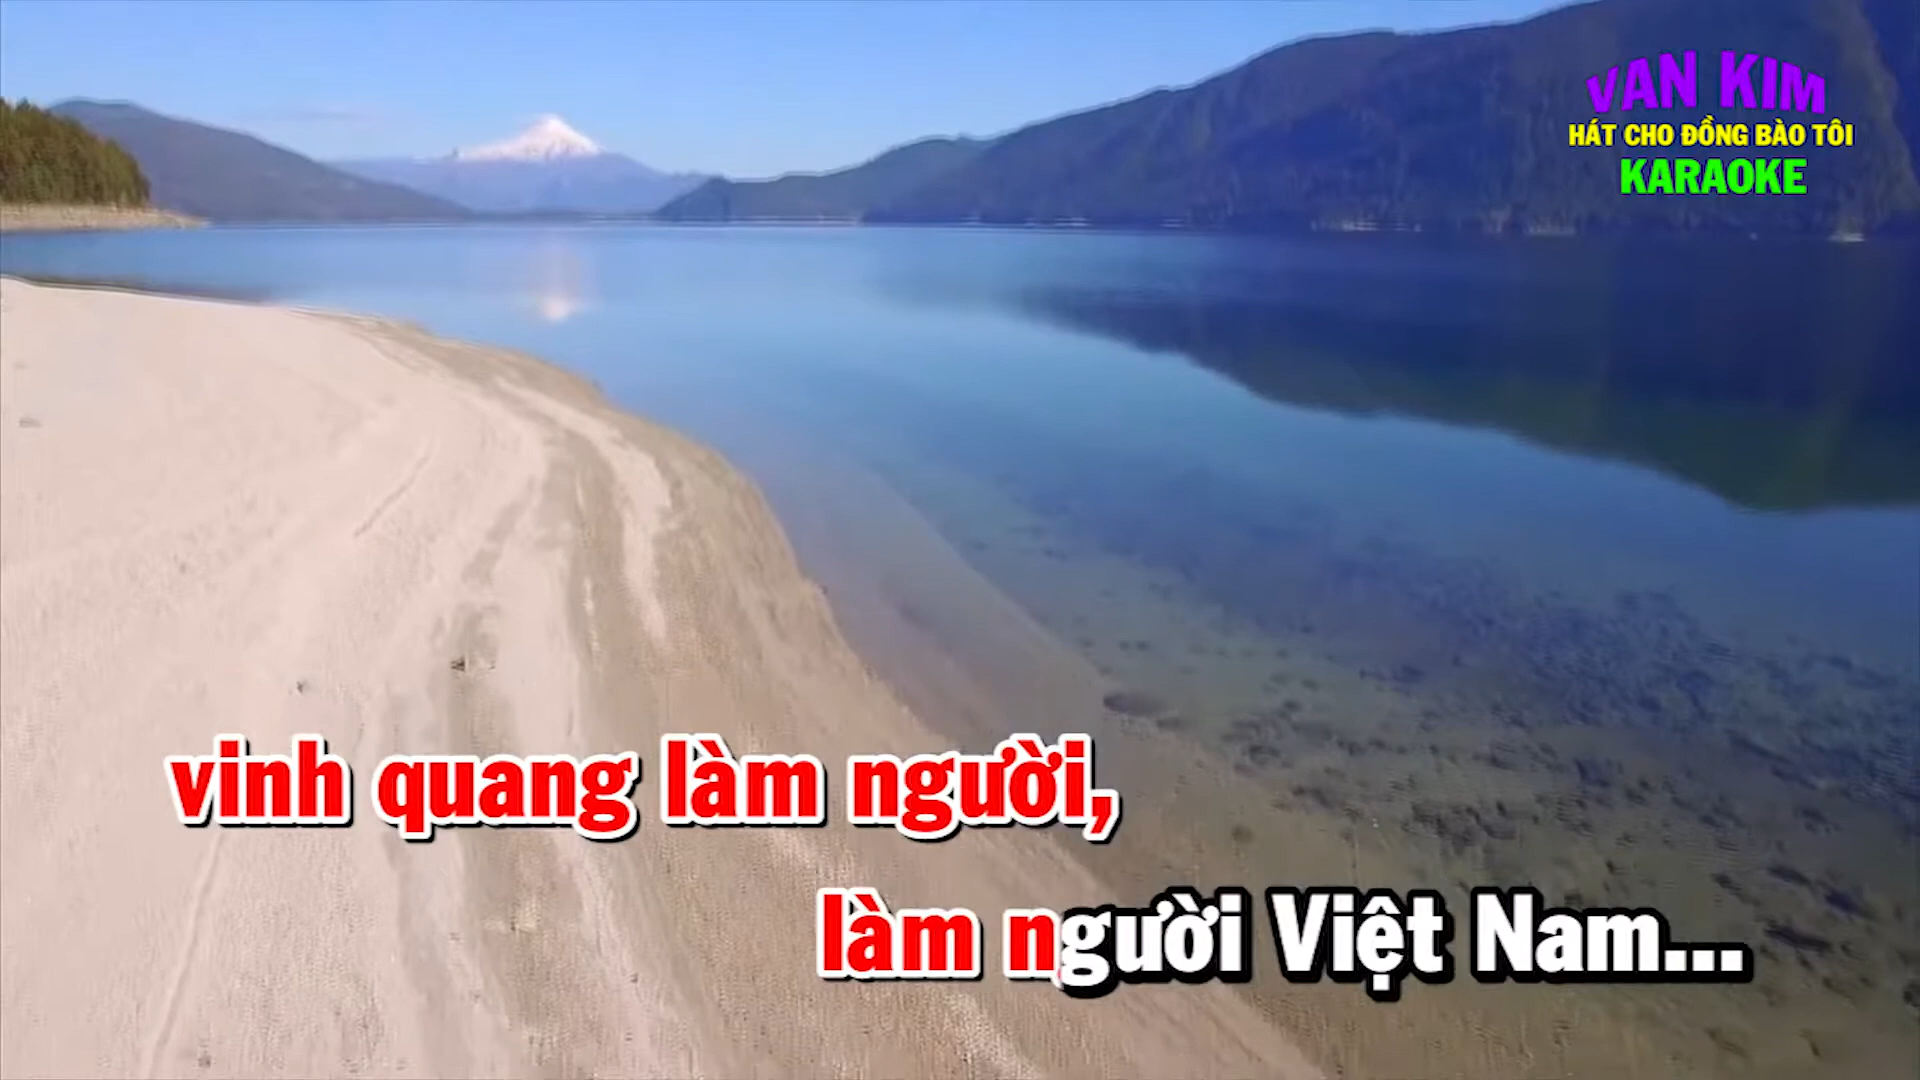 VAN KIM
HÁT CHO ĐỒNG BÀO TÔI
KARAOKE
vinh quang làm người,
làm người Việt Nam...